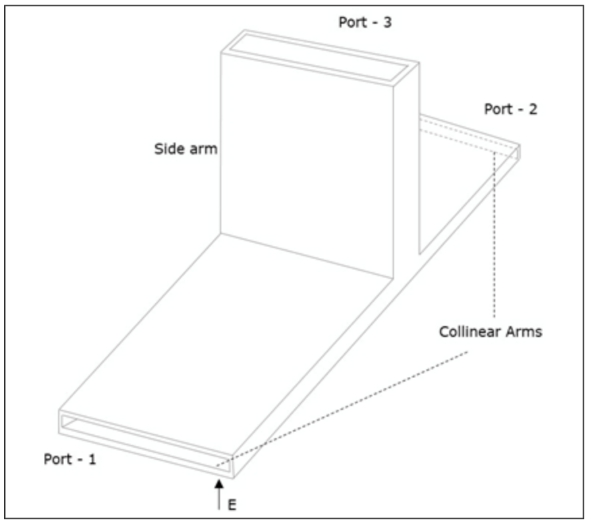 Port - 3
Port - 2
Side arm
Collinear Arms
Port - 1
E